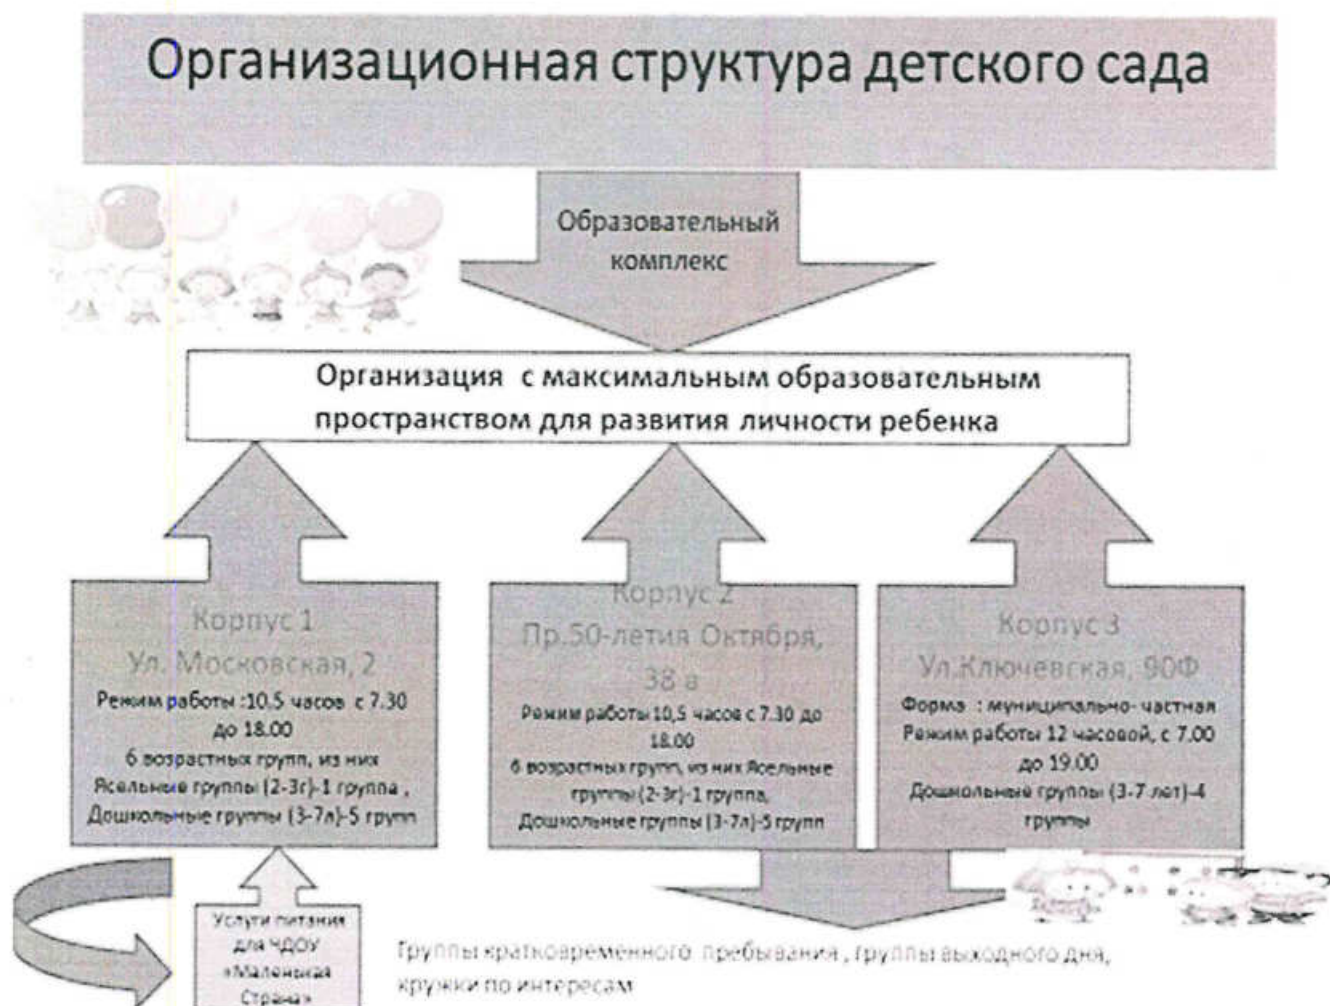 Организационная структура детского сада
Образовательный
комплекс
Организация с максимальным образовательным
пространством для развития личности ребенка
Корпус 1
Ул. Московская, 2
Режим работы :10,5 часов с 7.30
до 18.00
6 возрастных групп, из них
Ясельные группы (2-3г)-1 группа ,
Дошкольные группы (3-7л)-5 групп
Корпус 2
Пр.50-летия Октября,
38 а
Режим работы 10,5 часов с 7.30 до
18.00
6 возрастных групп, из них Ясельные
группы (2-3г)-1 группа,
Дошкольные группы (3-7л)-5 групп
Корпус 3
Ул.Ключевская, 90Ф
Форма : муниципально- частная
Режим работы 12 часовой, с 7.00
до 19.00
Дошкольные группы (3-7 лет)-4
группы
Услуги питания
для ЧДОУ
«Маленькая
Страна»
Группы кратковременного пребывания , группы выходного дня,
кружки по интересам